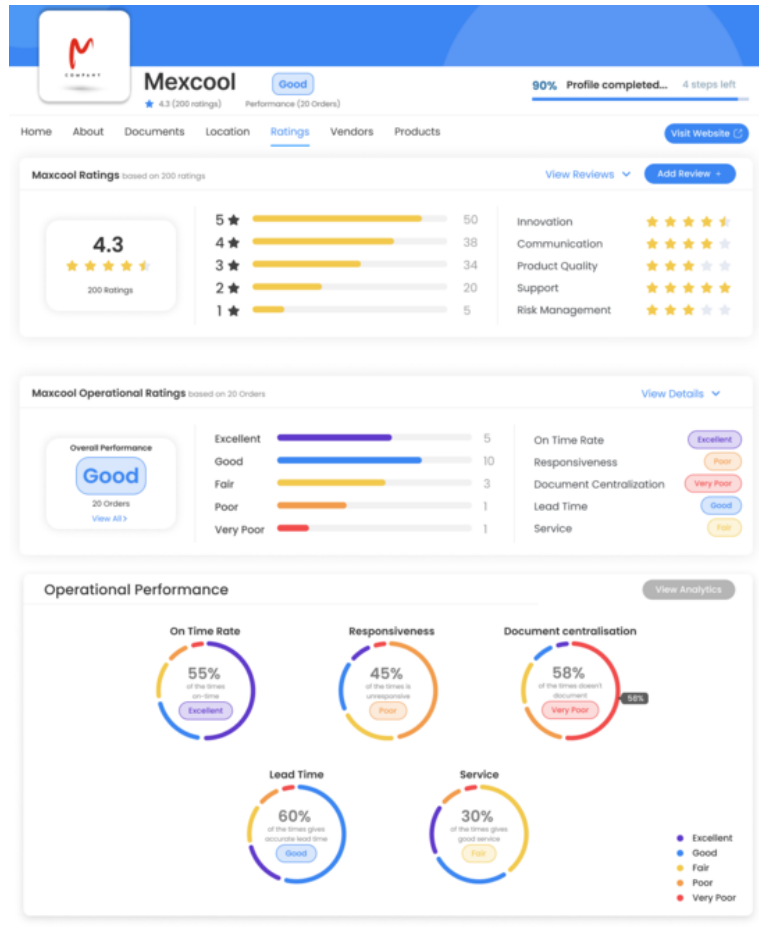 M
COMPANY
Mexcool
Good
4.3 (200 ratings)
Performance (20 Orders)
90% Profile completed... 4 steps left
Home About Documents Location Ratings Vendors Products
Visit Website
Maxcool Ratings based on 200 ratings
View Reviews
Add Review +
4.3
200 Ratings
5 50
4 38
3 34
2 20
1 5
Innovation
Communication
Product Quality
Support
Risk Management
Maxcool Operational Ratings based on 20 Orders
View Details
Overall Performance
Good
20 Orders
View All >
Excellent 5
Good 10
Fair 3
Poor 1
Very Poor 1
On Time Rate Excellent
Responsiveness Poor
Document Centralization Very Poor
Lead Time Good
Service Fair
Operational Performance
View Analytics
On Time Rate
55%
of the times
on-time
Excellent
Responsiveness
45%
of the times is
unresponsive
Poor
Document centralisation
58%
of the times doesn't
document
Very Poor
58%
Lead Time
60%
of the times gives
accurate lead time
Good
Service
30%
of the times gives
good service
Fair
Excellent
Good
Fair
Poor
Very Poor